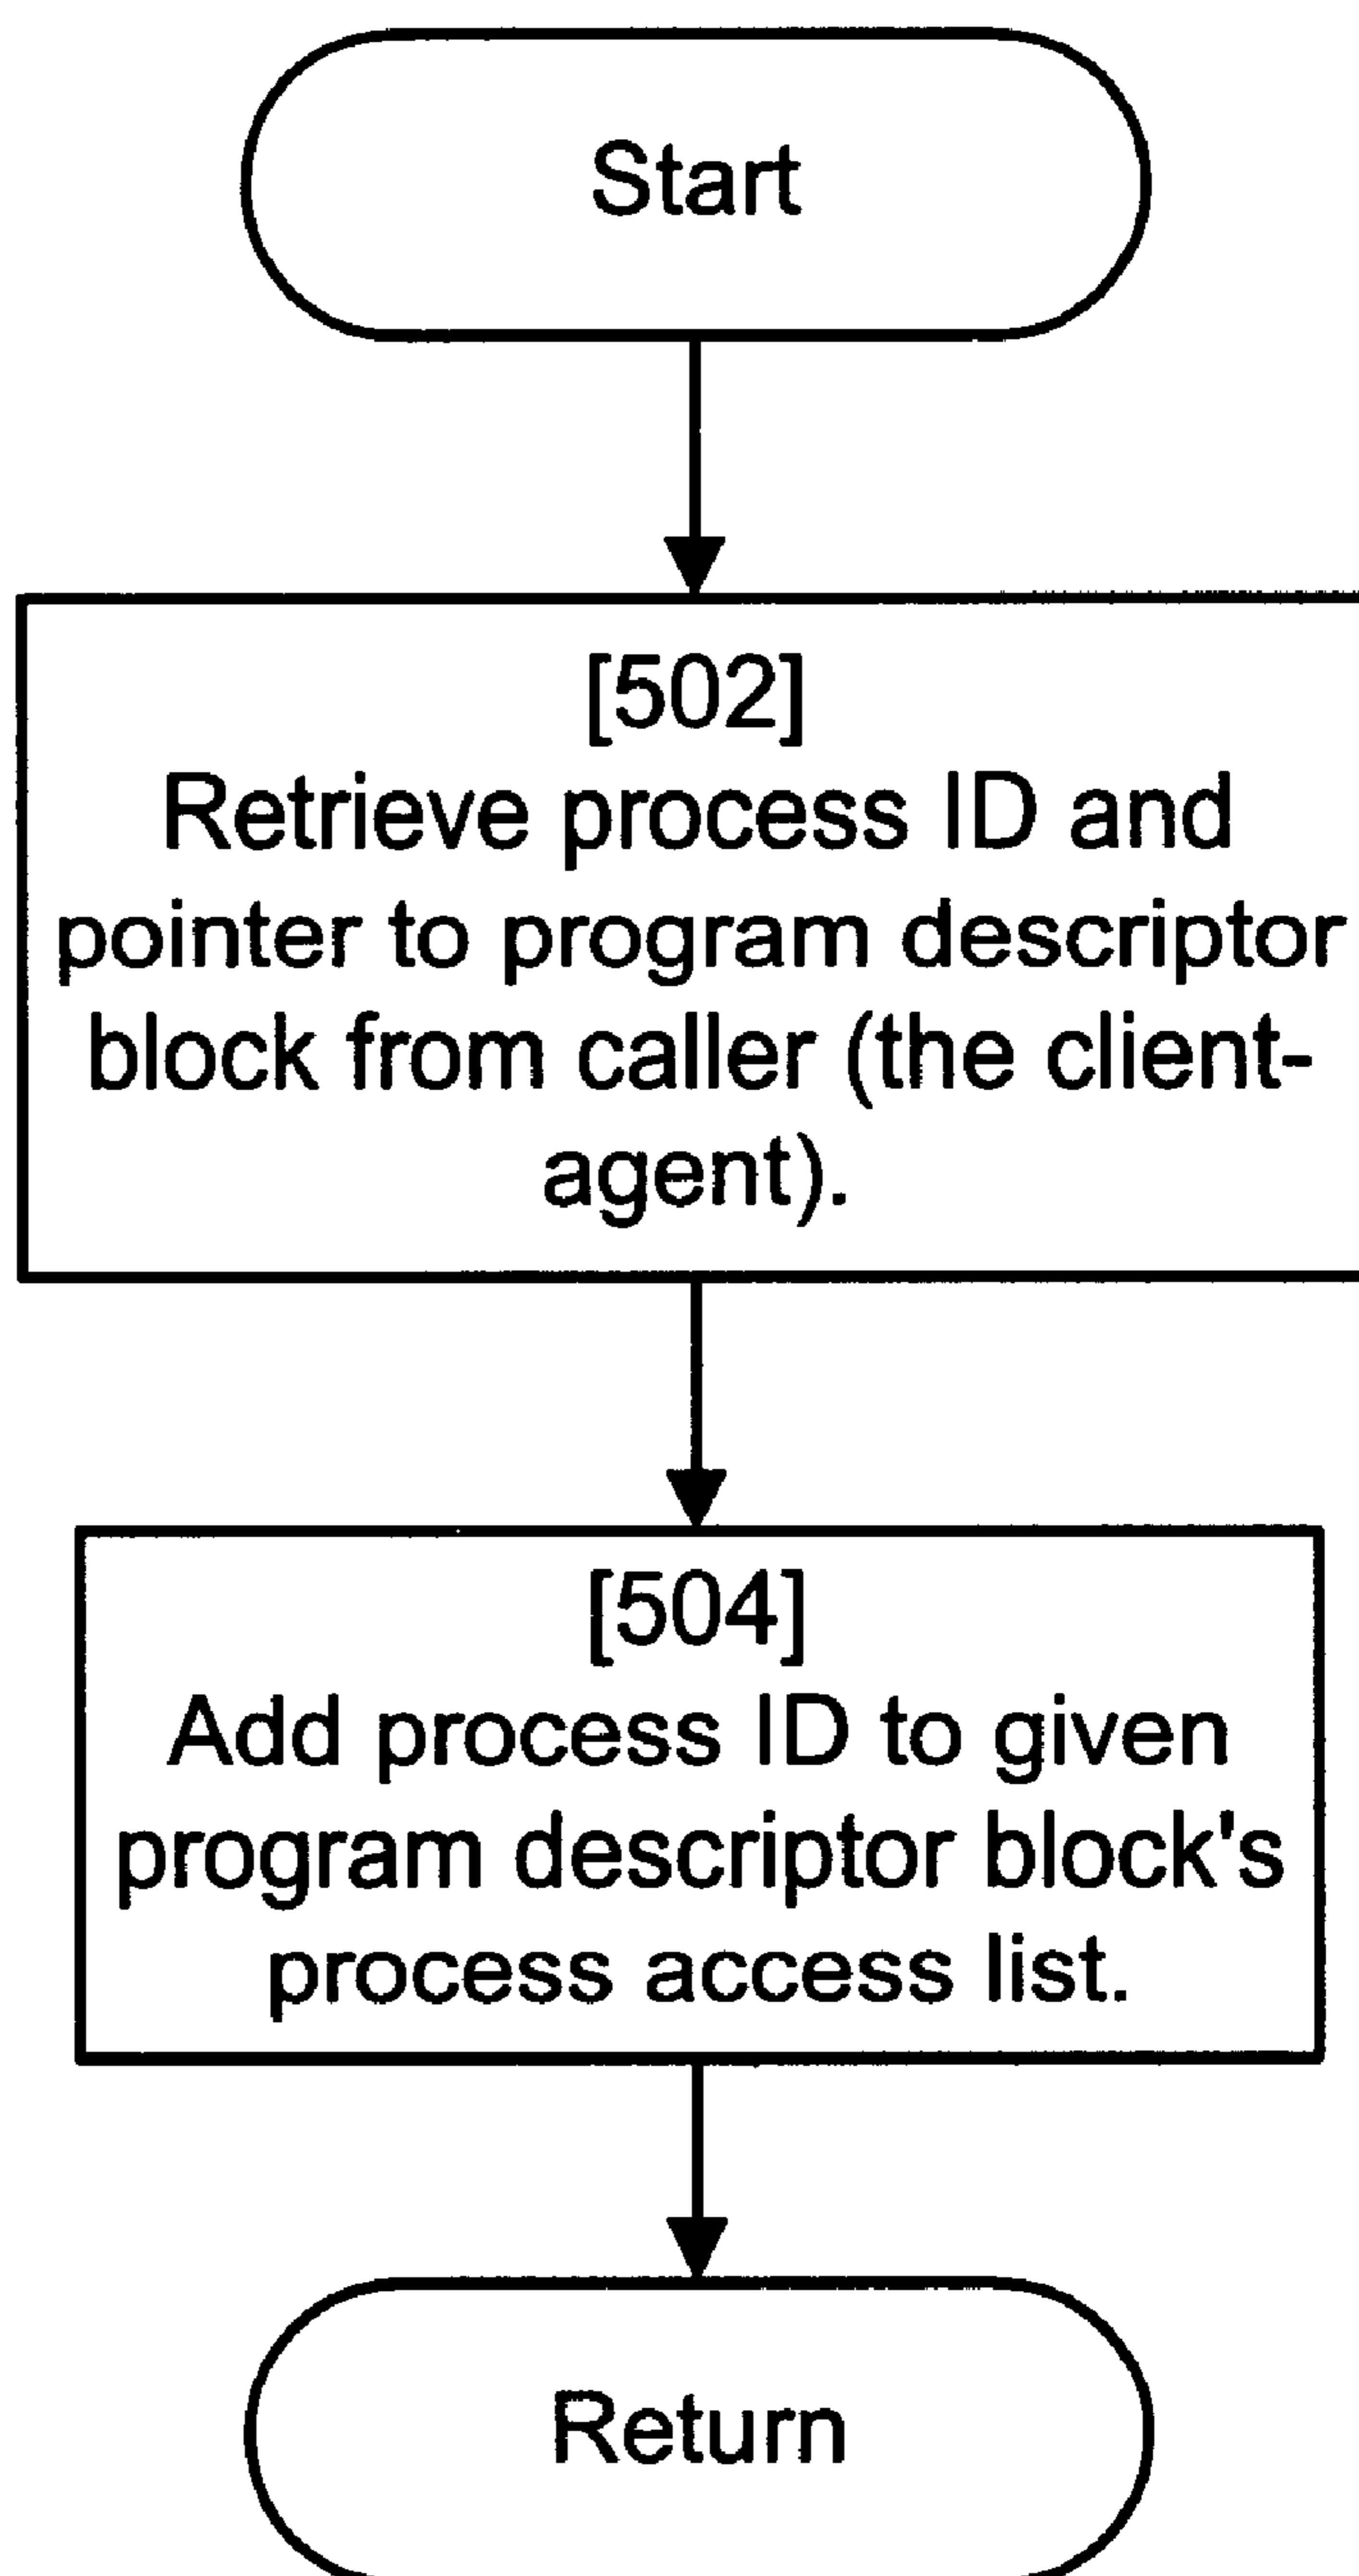 Start
[502]
Retrieve process ID and
pointer to program descriptor
block from caller (the client-
agent).
[504]
Add process ID to given
program descriptor block's
process access list.
Return